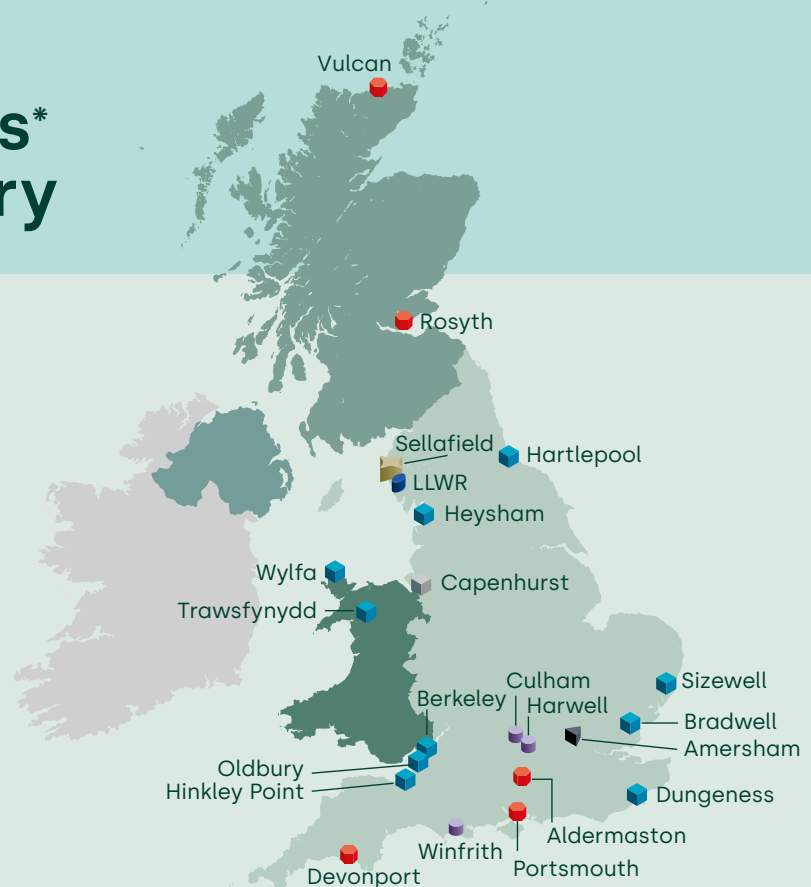 Vulcan
s*
ry
Rosyth
Sellafield
Hartlepool
LLWR
Heysham
Wylfa
Capenhurst
Trawsfynydd
Culham
Sizewell
Berkeley
Harwell
Bradwell
Amersham
Oldbury
Hinkley Point
Dungeness
Aldermaston
Winfrith
Portsmouth
Devonport